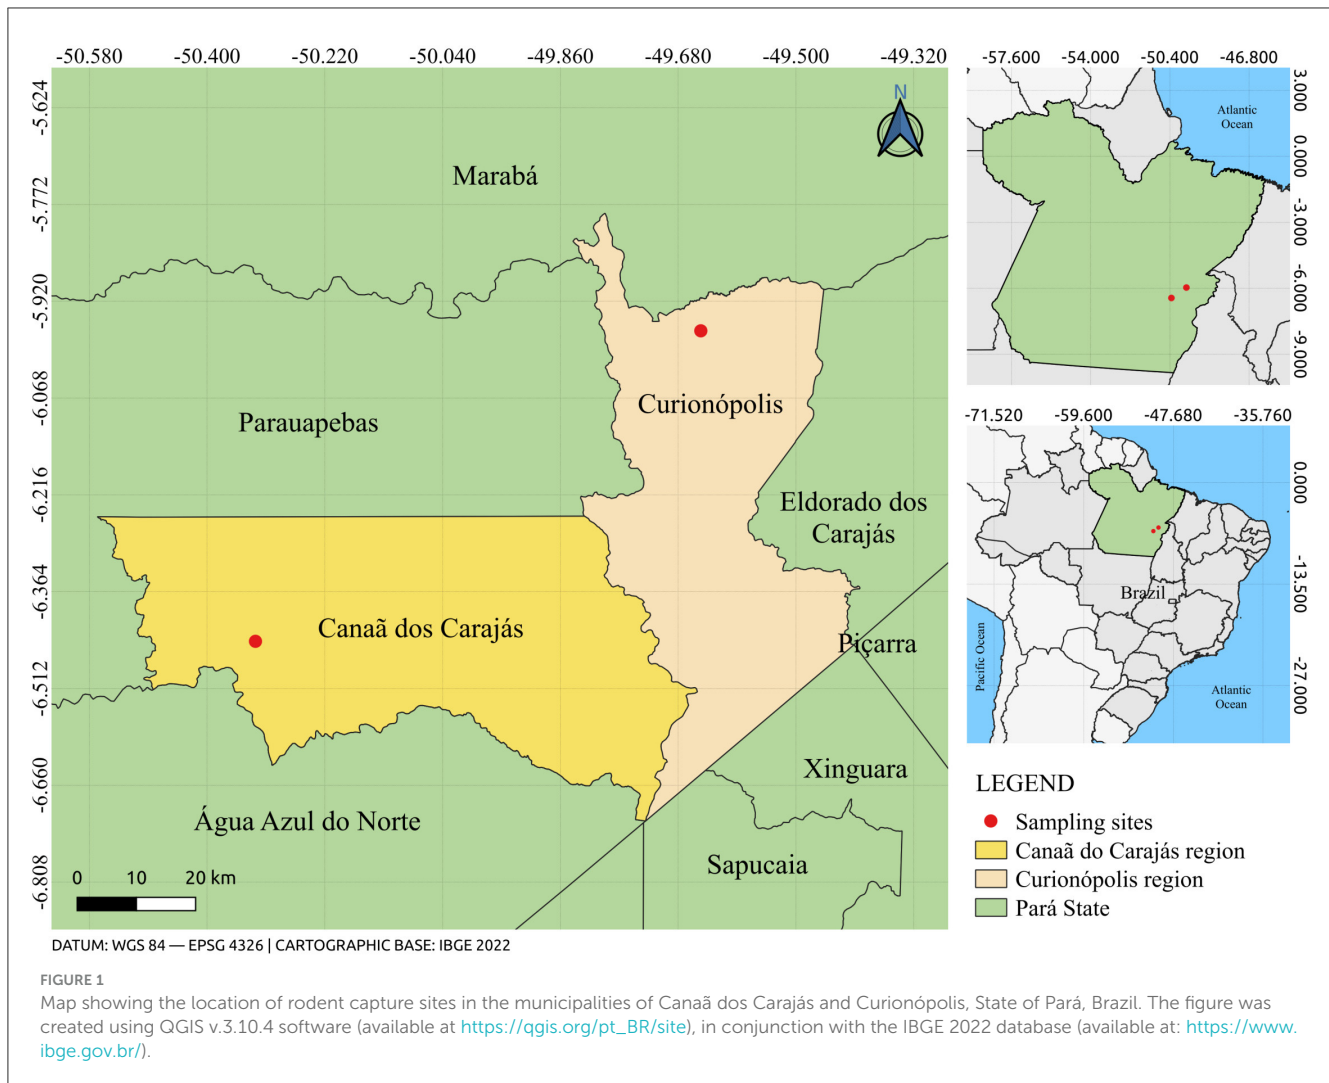 -50.580 -50.400 -50.220 -50.040 -49.860 -49.680 -49.500 -49.320
-5.624
-5.772
-5.920
-6.068
-6.216
-6.364
-6.512
-6.660
-6.808
N
Marabá
Parauapebas
Curionópolis
Eldorado dos
Carajás
Canaã dos Carajás
Piçarra
Xinguara
Água Azul do Norte
Sapucaia
0 10 20 km
DATUM: WGS 84 — EPSG 4326 | CARTOGRAPHIC BASE: IBGE 2022
-57.600 -54.000 -50.400 -46.800
3.000
0.000
-3.000
-6.000
-9.000
Atlantic
Ocean
-71.520 -59.600 -47.680 -35.760
0.000
-13.500
-27.000
Brazil
Pacific Ocean
Atlantic
Ocean
LEGEND
Sampling sites
Canaã do Carajás region
Curionópolis region
Pará State
FIGURE 1
Map showing the location of rodent capture sites in the municipalities of Canaã dos Carajás and Curionópolis, State of Pará, Brazil. The figure was
created using QGIS v.3.10.4 software (available at https://qgis.org/pt_BR/site), in conjunction with the IBGE 2022 database (available at: https://www.
ibge.gov.br/).